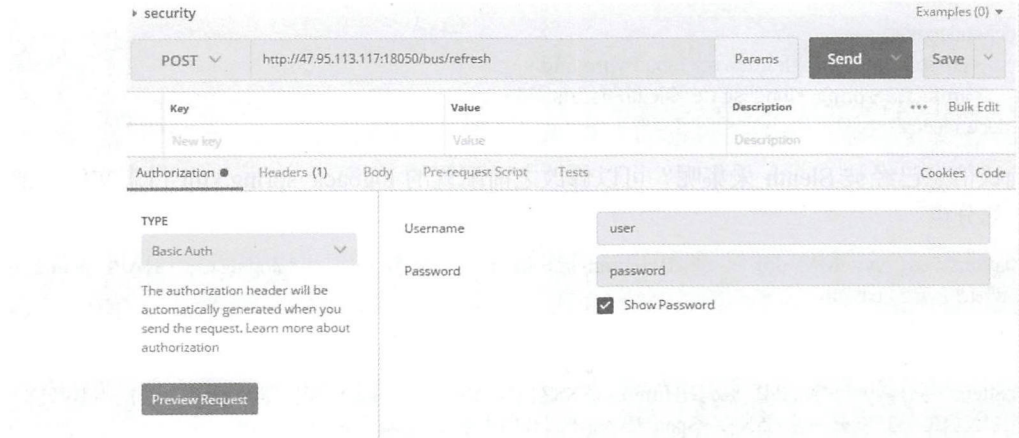 security
Examples (0)
POST http://47.95.113.117:18050/bus/refresh Params Send Save
Key Value Description ••• Bulk Edit
New key Value Description
Authorization Headers (1) Body Pre-request Script Tests Cookies Code
TYPE
Basic Auth
The authorization header will be
automatically generated when you
send the request. Learn more about
authorization
Preview Request
Username user
Password password
Show Password